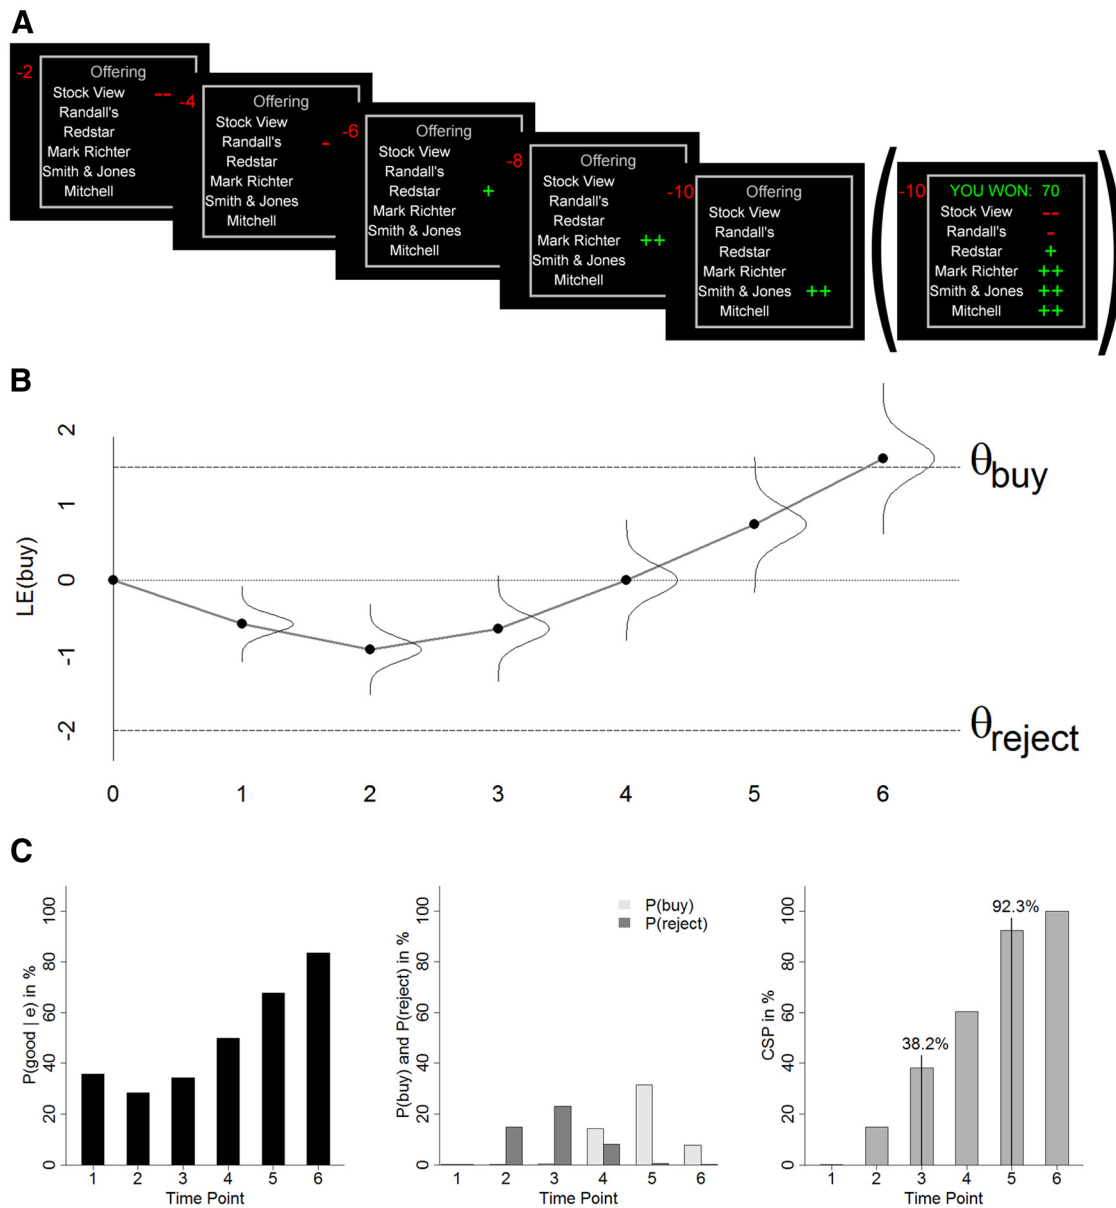 A
-2
Offering
Stock View --
Randall's
Redstar
Mark Richter
Smith & Jones
Mitchell
-4
Offering
Stock View
Randall's -
Redstar
Mark Richter
Smith & Jones
Mitchell
-6
Offering
Stock View
Randall's
Redstar +
Mark Richter
Smith & Jones
Mitchell
-8
Offering
Stock View
Randall's
Redstar
Mark Richter ++
Smith & Jones
Mitchell
-10
Offering
Stock View
Randall's
Redstar
Mark Richter
Smith & Jones ++
Mitchell
-10 YOU WON: 70
Stock View --
Randall's -
Redstar +
Mark Richter ++
Smith & Jones ++
Mitchell ++
B
LE(buy)
2
1
0
-1
-2
θbuy
θreject
0 1 2 3 4 5 6
C
P(good | e) in %
100
80
60
40
20
0
1 2 3 4 5 6
Time Point
P(buy) and P(reject) in %
100
80
60
40
20
0
P(buy)
P(reject)
1 2 3 4 5 6
Time Point
CSP in %
100
80
60
40
20
0
38.2%
92.3%
1 2 3 4 5 6
Time Point